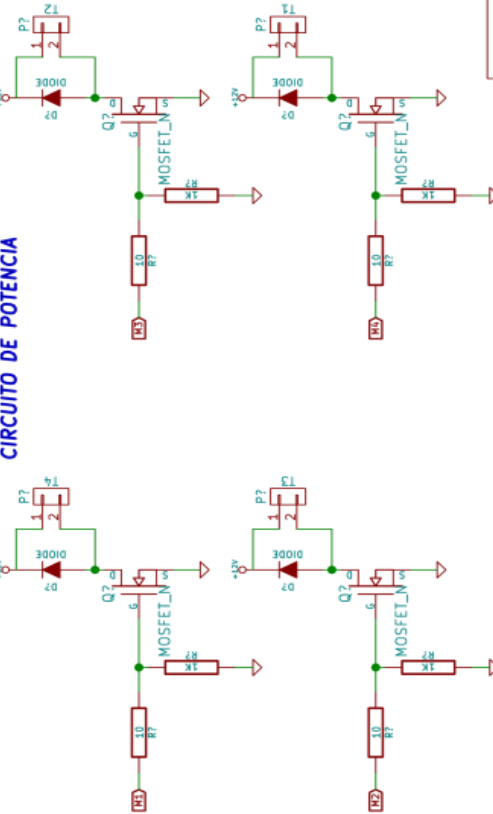 CIRCUITO DE POTENCIA
T2
P?
1
2
DIODE
D?
D
S
Q?
G
MOSFET_N
R?
1K
10
R?
M3
T1
P?
1
2
+12V
DIODE
D?
D
S
Q?
G
MOSFET_N
R?
1K
10
R?
M4
T4
P?
1
2
DIODE
D?
D
S
Q?
G
MOSFET_N
R?
1K
10
R?
M1
T3
P?
1
2
+12V
DIODE
D?
D
S
Q?
G
MOSFET_N
R?
1K
10
R?
M2